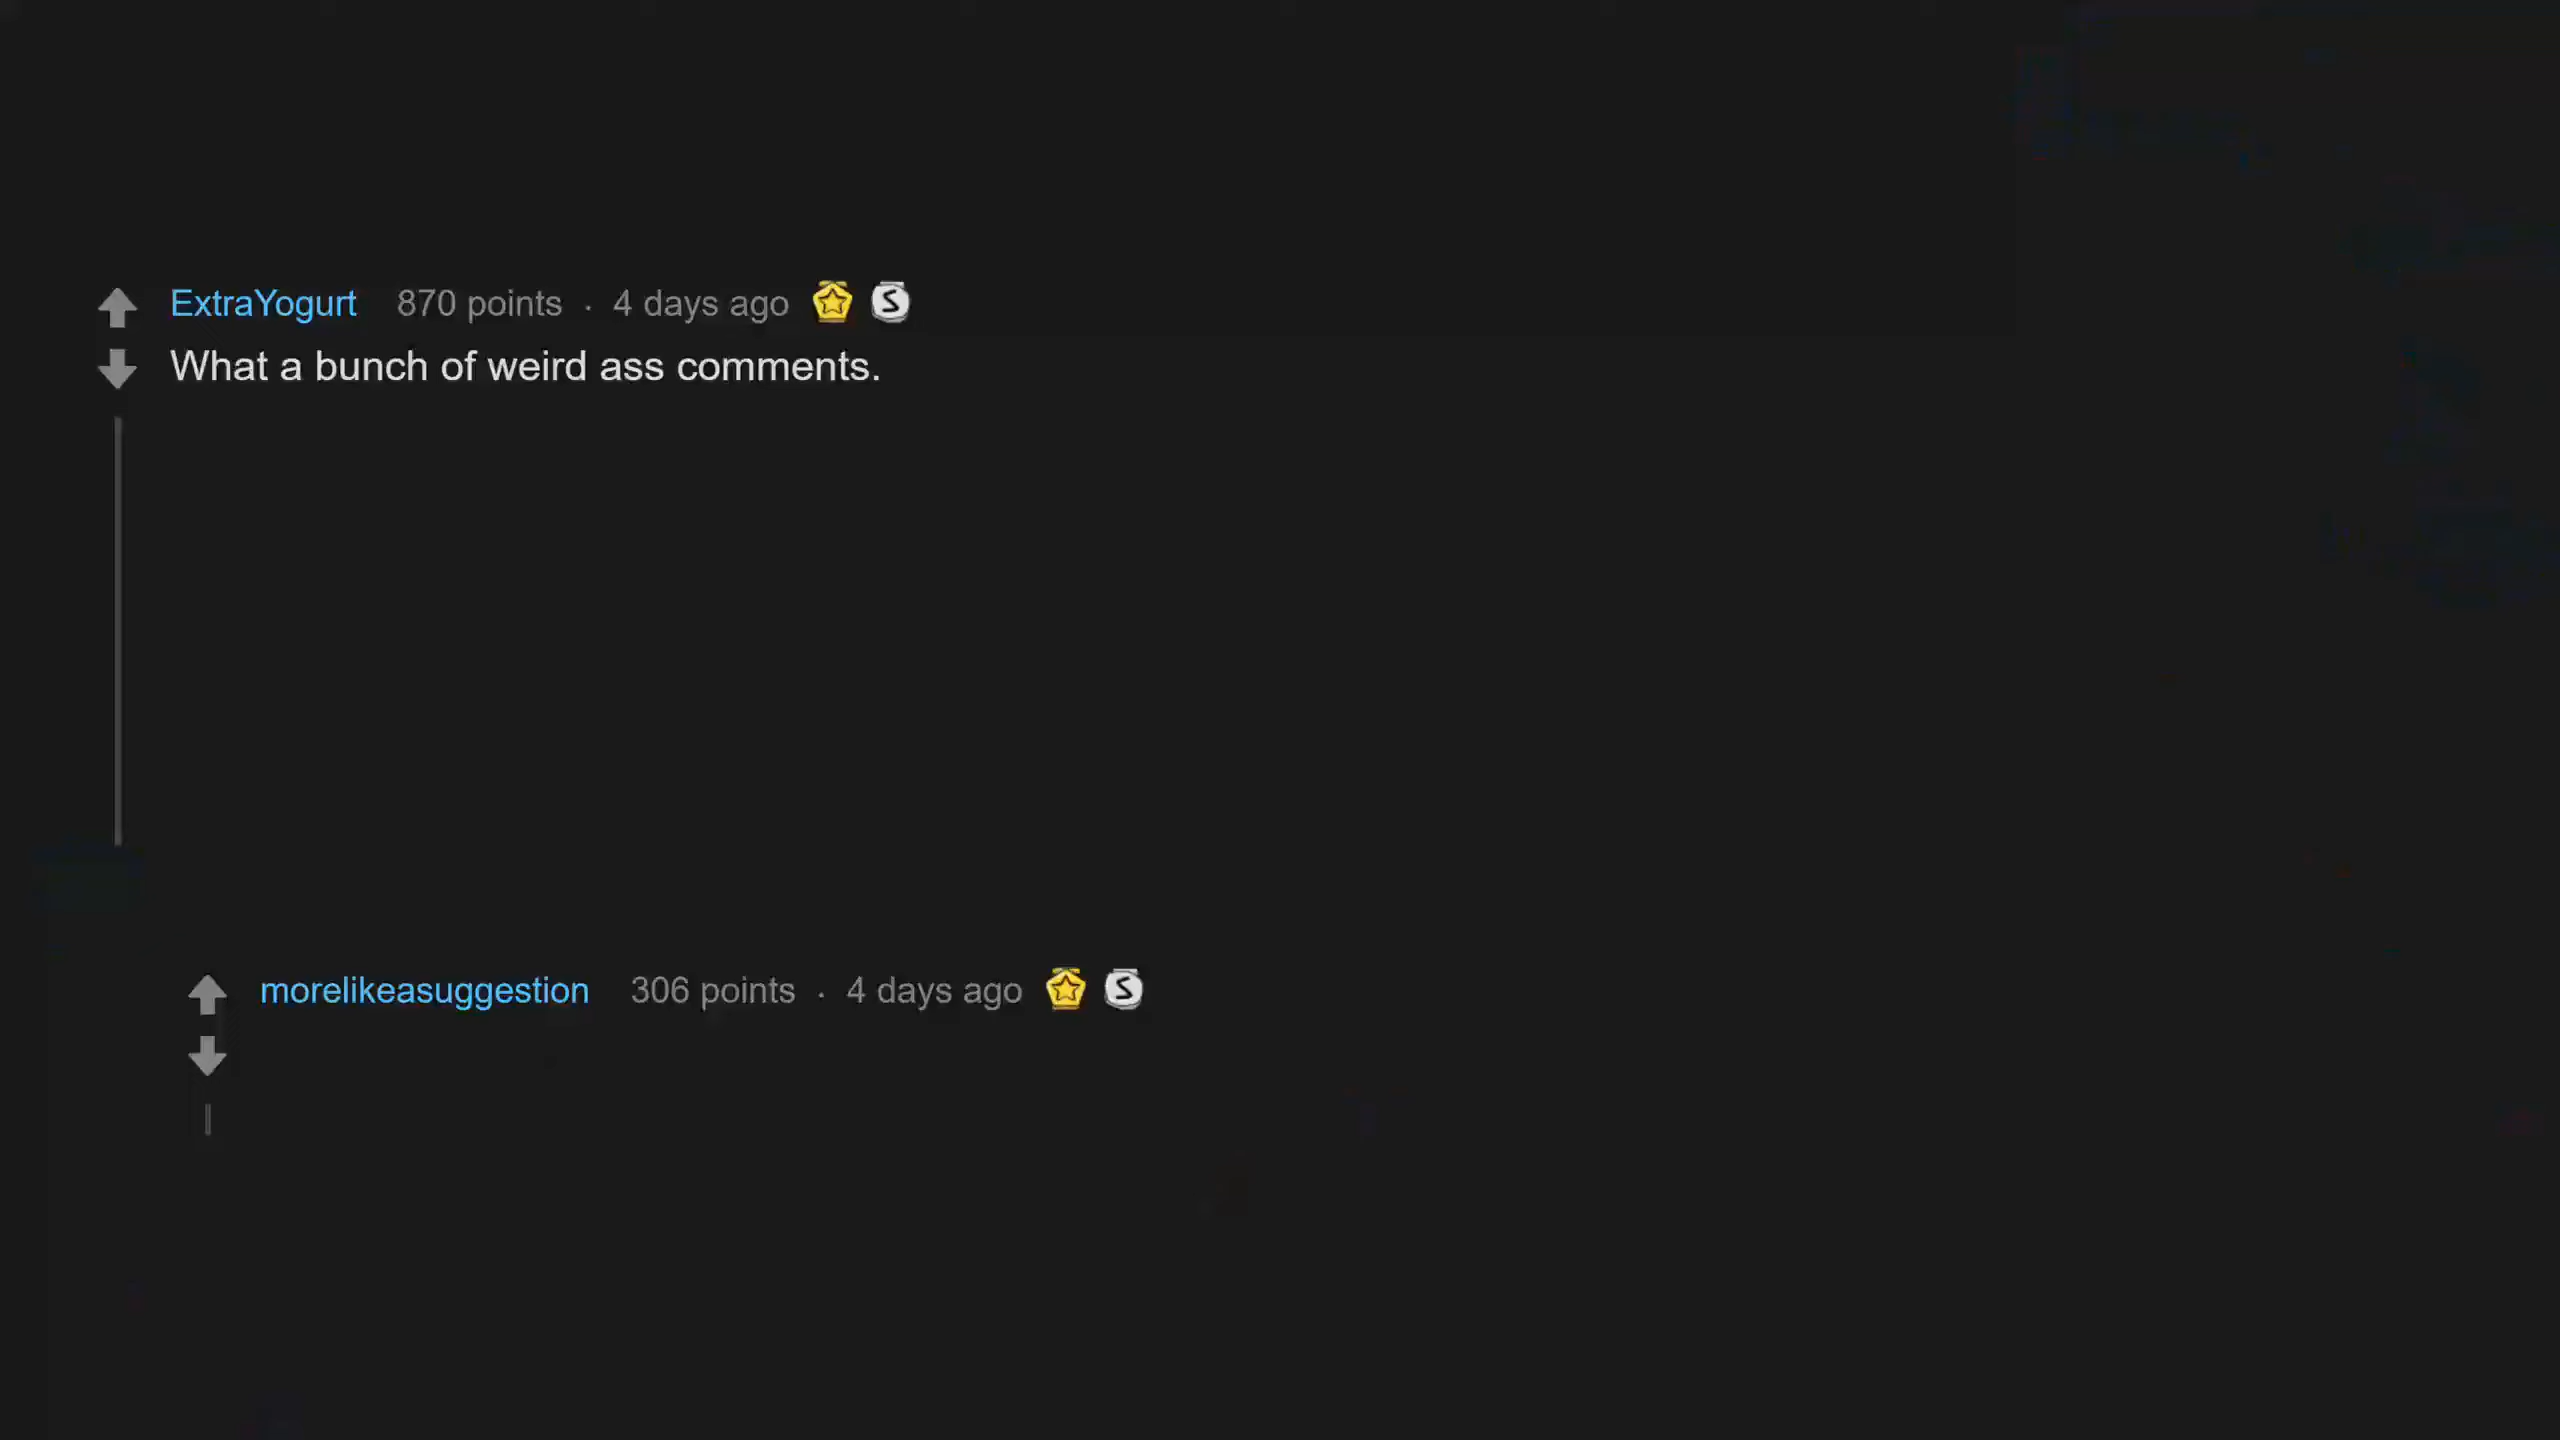 ExtraYogurt 870 points · 4 days ago
What a bunch of weird ass comments.
morelikeasuggestion 306 points · 4 days ago